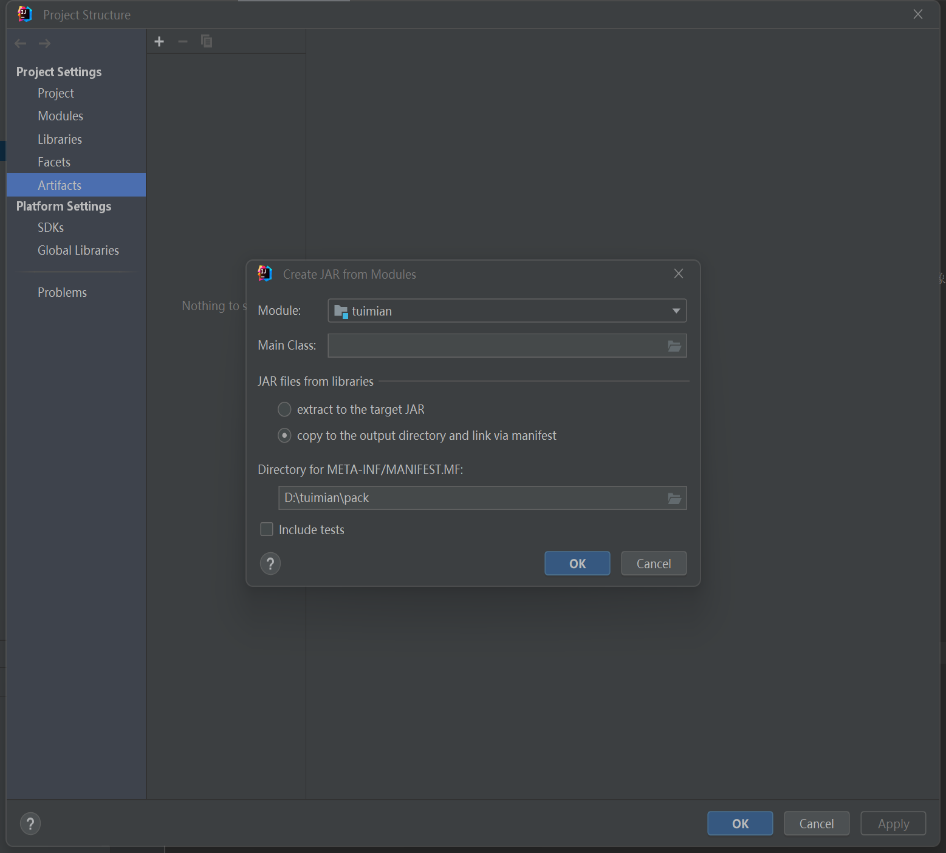 Project Structure
Project Settings
Project
Modules
Libraries
Facets
Artifacts
Platform Settings
SDKs
Global Libraries
Problems
Nothing to s
Create JAR from Modules
Module:
tuimian
Main Class:
JAR files from libraries
extract to the target JAR
copy to the output directory and link via manifest
Directory for META-INF/MANIFEST.MF:
D:\tuimian\pack
Include tests
?
OK
Cancel
?
OK
Cancel
Apply